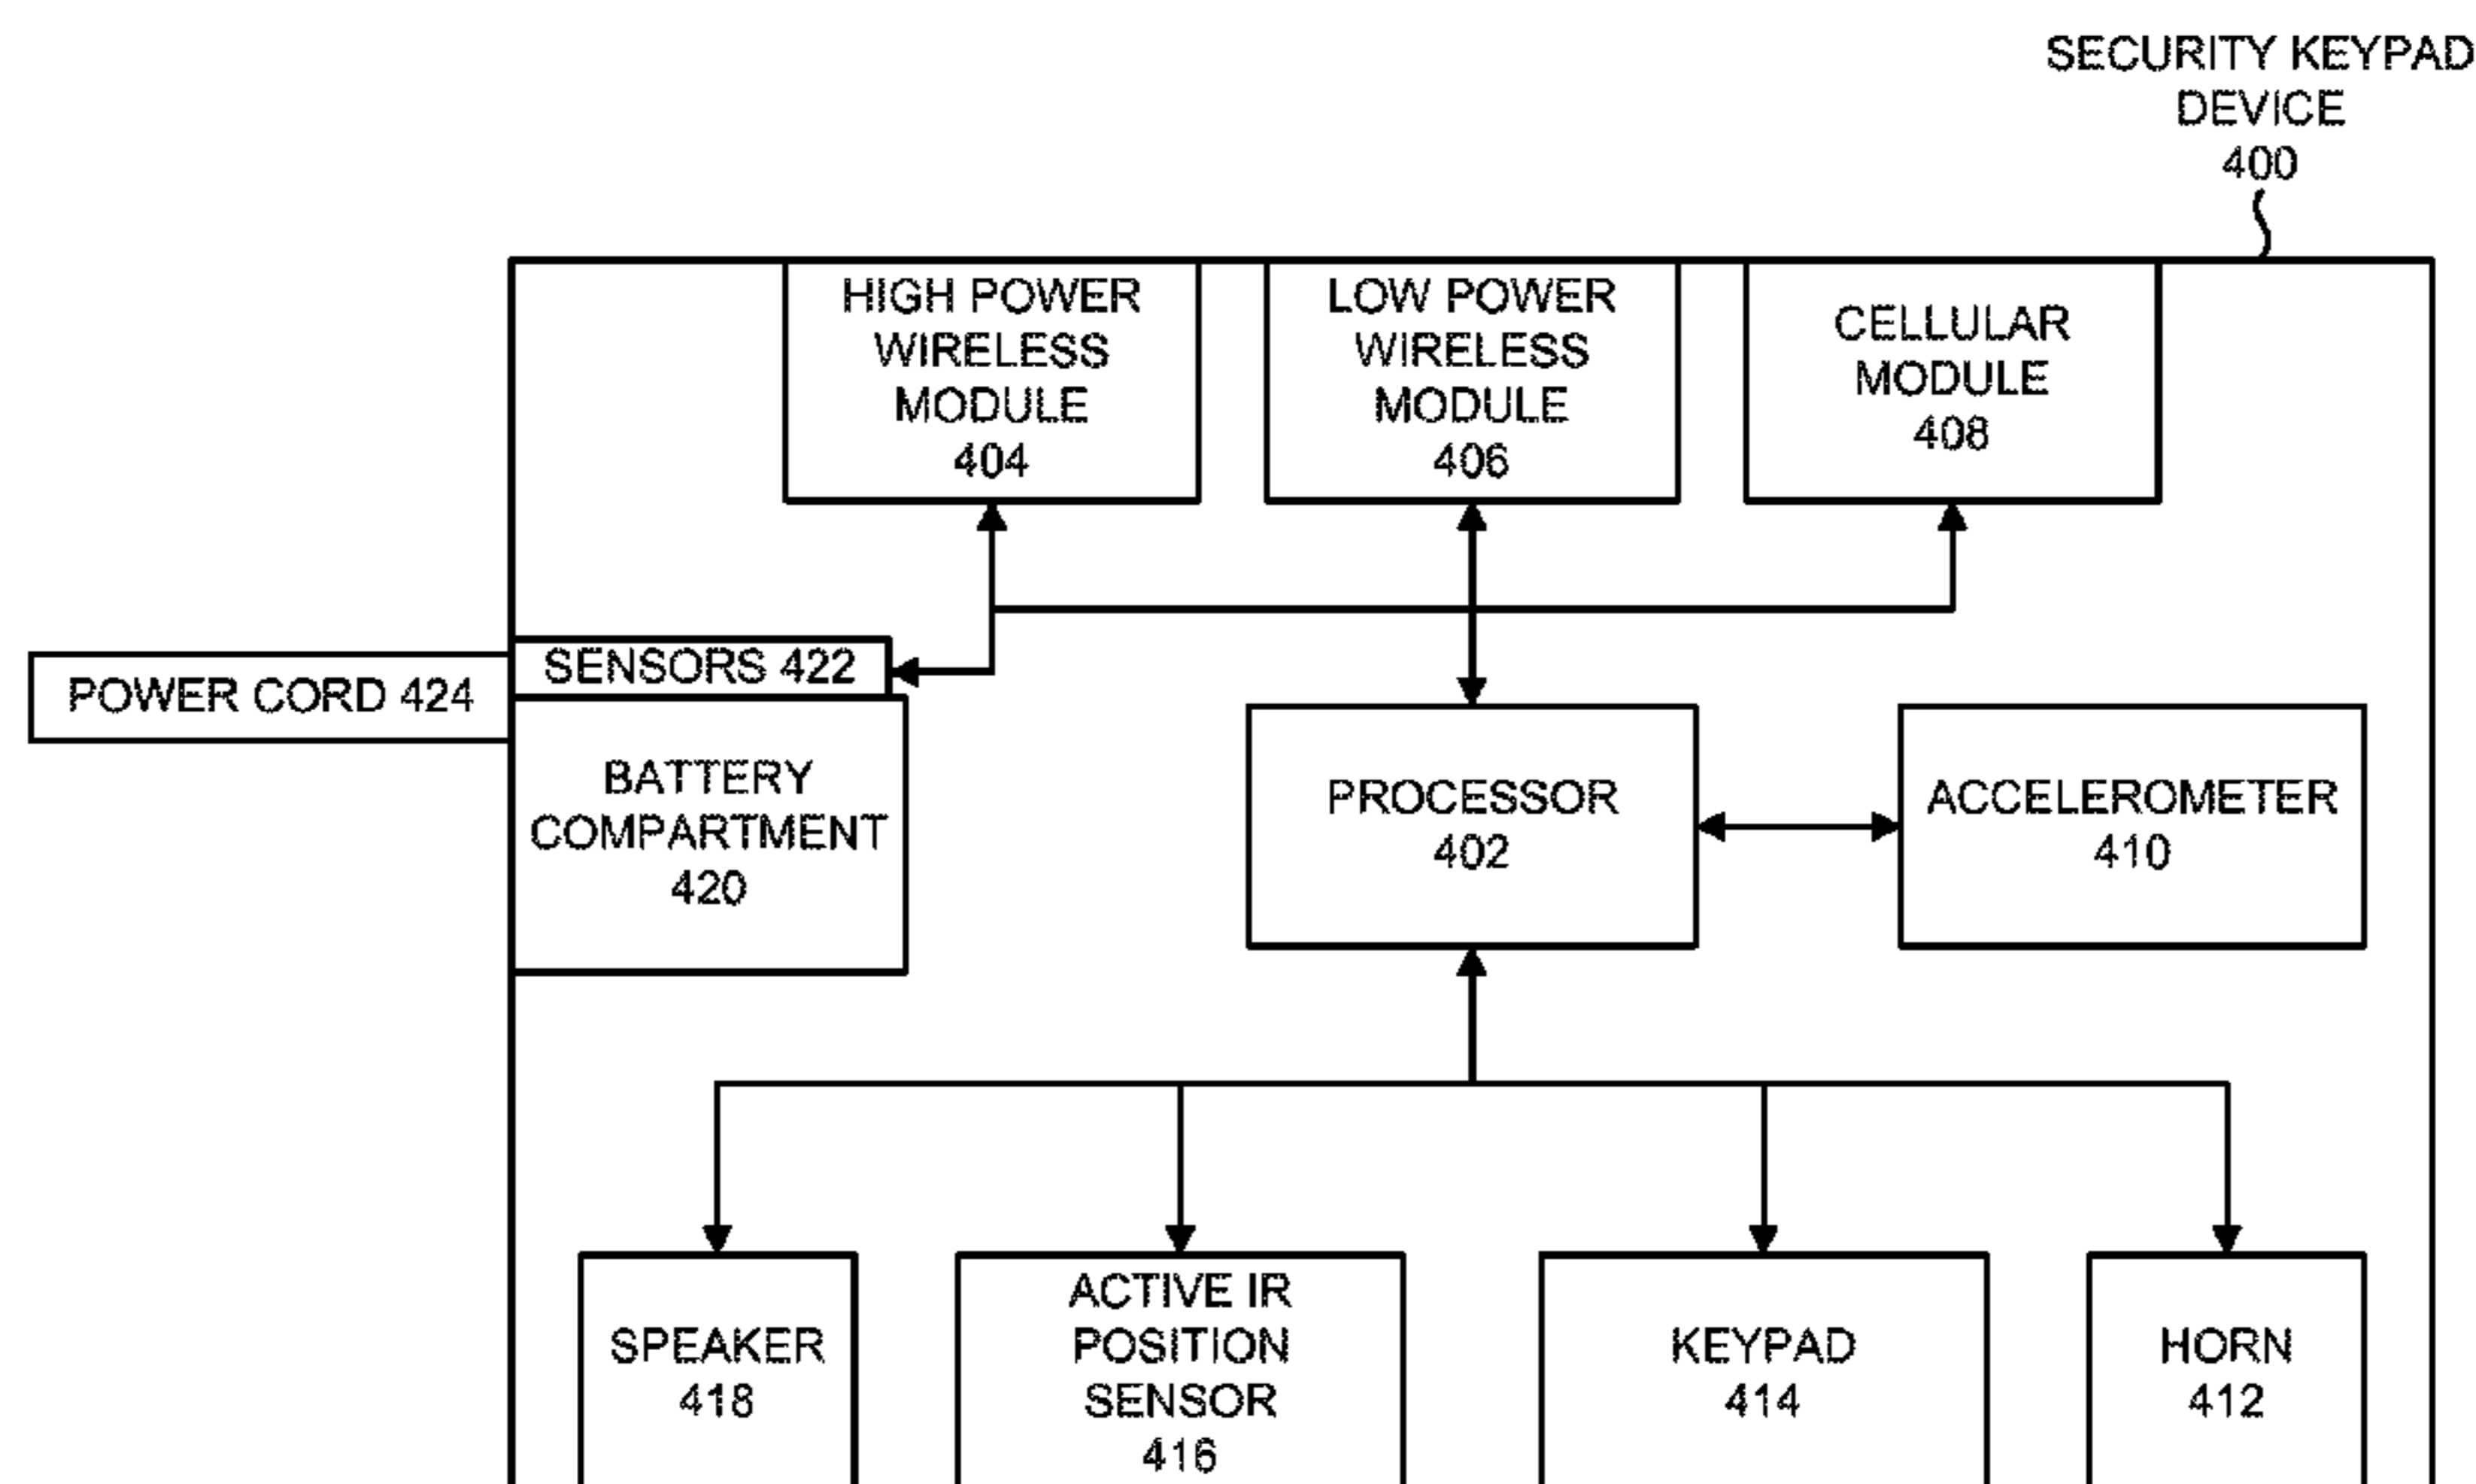 SECURITY KEYPAD
DEVICE
400
HIGH POWER
WIRELESS
MODULE
404
LOW POWER
WIRELESS
MODULE
406
CELLULAR
MODULE
408
SENSORS 422
POWER CORD 424
BATTERY
COMPARTMENT
420
PROCESSOR
402
ACCELEROMETER
410
SPEAKER
418
ACTIVE IR
POSITION
SENSOR
416
KEYPAD
414
HORN
412